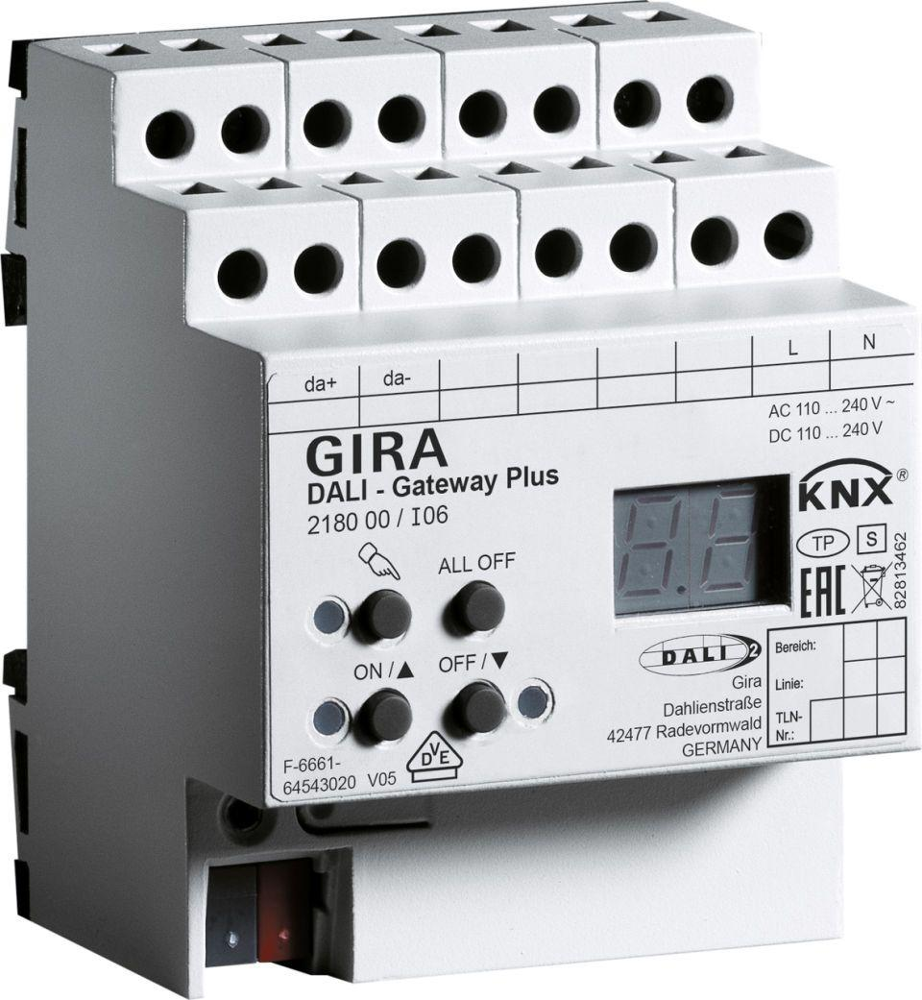 da+ da- L N
AC 110 ... 240 V ~
DC 110 ... 240 V
GIRA
DALI - Gateway Plus
2180 00 / I06
KNX®
TP S
EAC
82813462
ALL OFF
ON / ▲ OFF / ▼
DALI 2
Gira
Dahlienstraße
42477 Radevormwald
GERMANY
Bereich:
Linie:
TLN-
Nr.:
F-6661-
64543020 V05
DVE